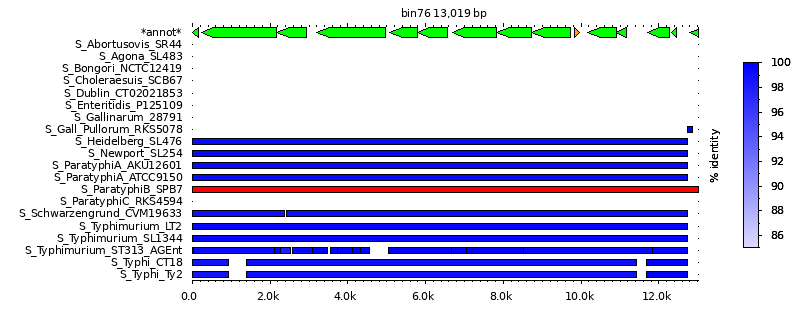 bin76 13,019 bp
*annot*
S_Abortusovis_SR44
S_Agona_SL483
S_Bongori_NCTC12419
S_Choleraesuis_SCB67
S_Dublin_CT02021853
S_Enteritidis_P125109
S_Gallinarum_28791
S_Gall_Pullorum_RKS5078
S_Heidelberg_SL476
S_Newport_SL254
S_ParatyphiA_AKU12601
S_ParatyphiA_ATCC9150
S_ParatyphiB_SPB7
S_ParatyphiC_RKS4594
S_Schwarzengrund_CVM19633
S_Typhimurium_LT2
S_Typhimurium_SL1344
S_Typhimurium_ST313_AGEnt
S_Typhi_CT18
S_Typhi_Ty2
0.0 2.0k 4.0k 6.0k 8.0k 10.0k 12.0k
% identity
100
98
96
94
92
90
88
86